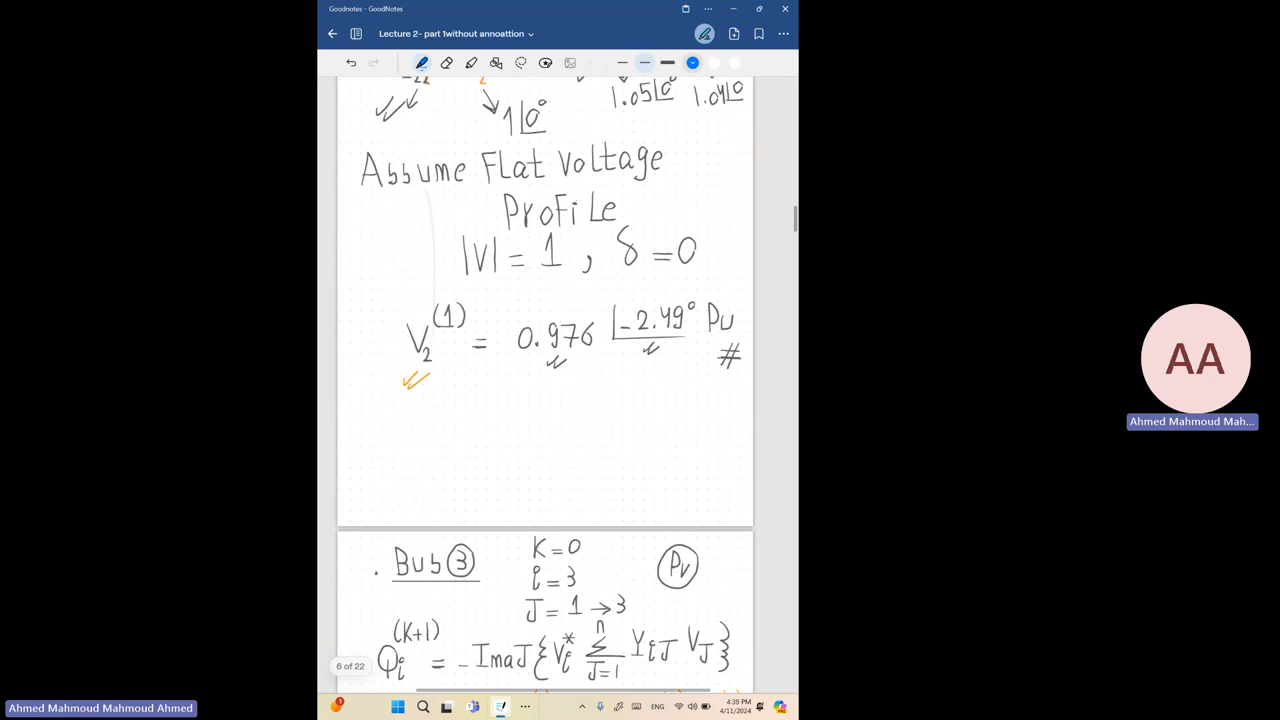 Goodnotes - GoodNotes
Lecture 2- part 1without annoattion
1.05∟0° 1.04∟0
1∟0°
Assume Flat Voltage
Profile
|V| = 1 , δ = 0
V₂⁽¹⁾ = 0.976 ∟-2.49° Pu
#
. Bus ③
K = 0
i = 3
J = 1 → 3
PV
Qᵢ⁽ᴷ⁺¹⁾ = - Imaj { Vᵢ* Σ Yᵢⱼ Vⱼ }
n
J=1
6 of 22
AA
Ahmed Mahmoud Mah...
Ahmed Mahmoud Mahmoud Ahmed
1
ENG
4:39 PM
4/11/2024